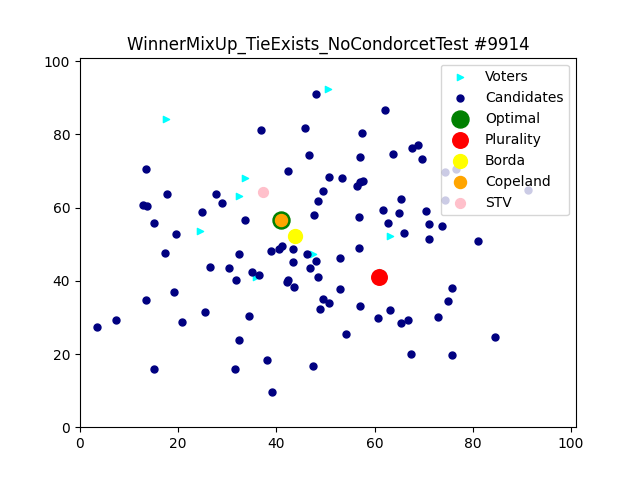 WinnerMixUp_TieExists_NoCondorcetTest #9914
100
80
60
40
20
0
0 20 40 60 80 100
Voters
Candidates
Optimal
Plurality
Borda
Copeland
STV